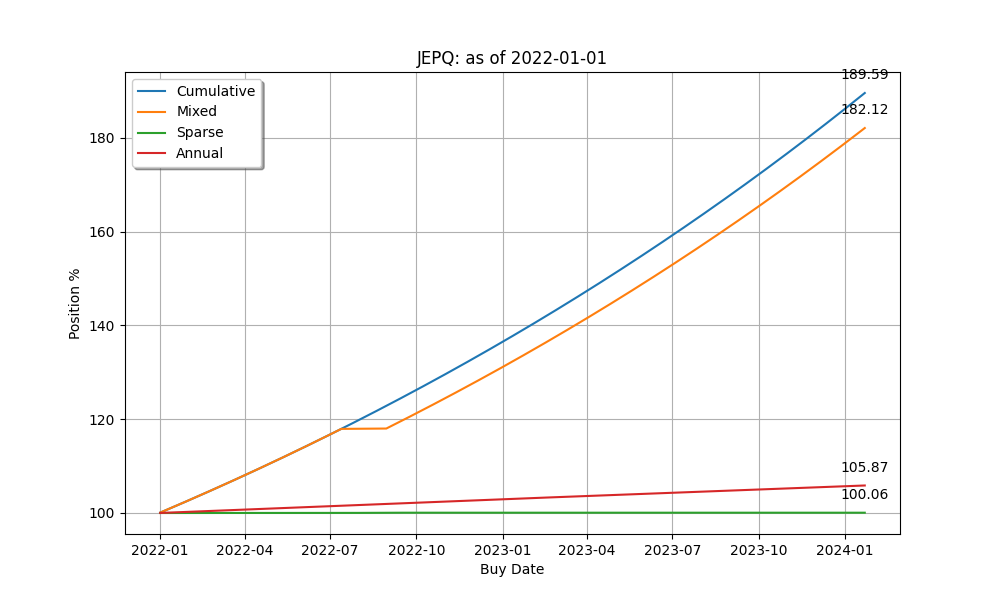 JEPQ: as of 2022-01-01
189.59
Cumulative
Mixed
Sparse
Annual
182.12
180
160
140
120
105.87
100.06
100
Position %
2022-01 2022-04 2022-07 2022-10 2023-01 2023-04 2023-07 2023-10 2024-01
Buy Date